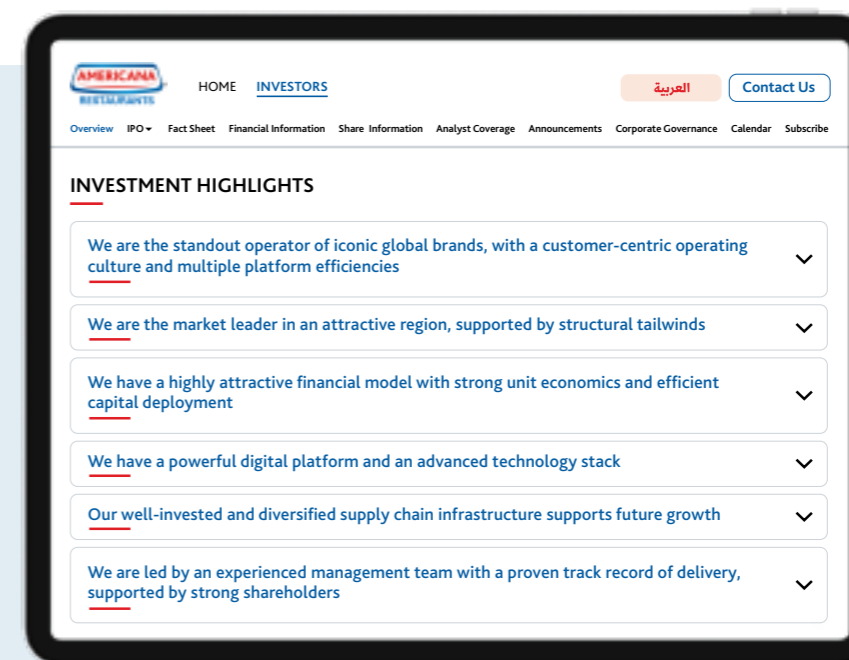 AMERICANA
RESTAURANTS
HOME INVESTORS
العربية
Contact Us
Overview IPO Fact Sheet Financial Information Share Information Analyst Coverage Announcements Corporate Governance Calendar Subscribe
INVESTMENT HIGHLIGHTS
We are the standout operator of iconic global brands, with a customer-centric operating
culture and multiple platform efficiencies
We are the market leader in an attractive region, supported by structural tailwinds
We have a highly attractive financial model with strong unit economics and efficient
capital deployment
We have a powerful digital platform and an advanced technology stack
Our well-invested and diversified supply chain infrastructure supports future growth
We are led by an experienced management team with a proven track record of delivery,
supported by strong shareholders